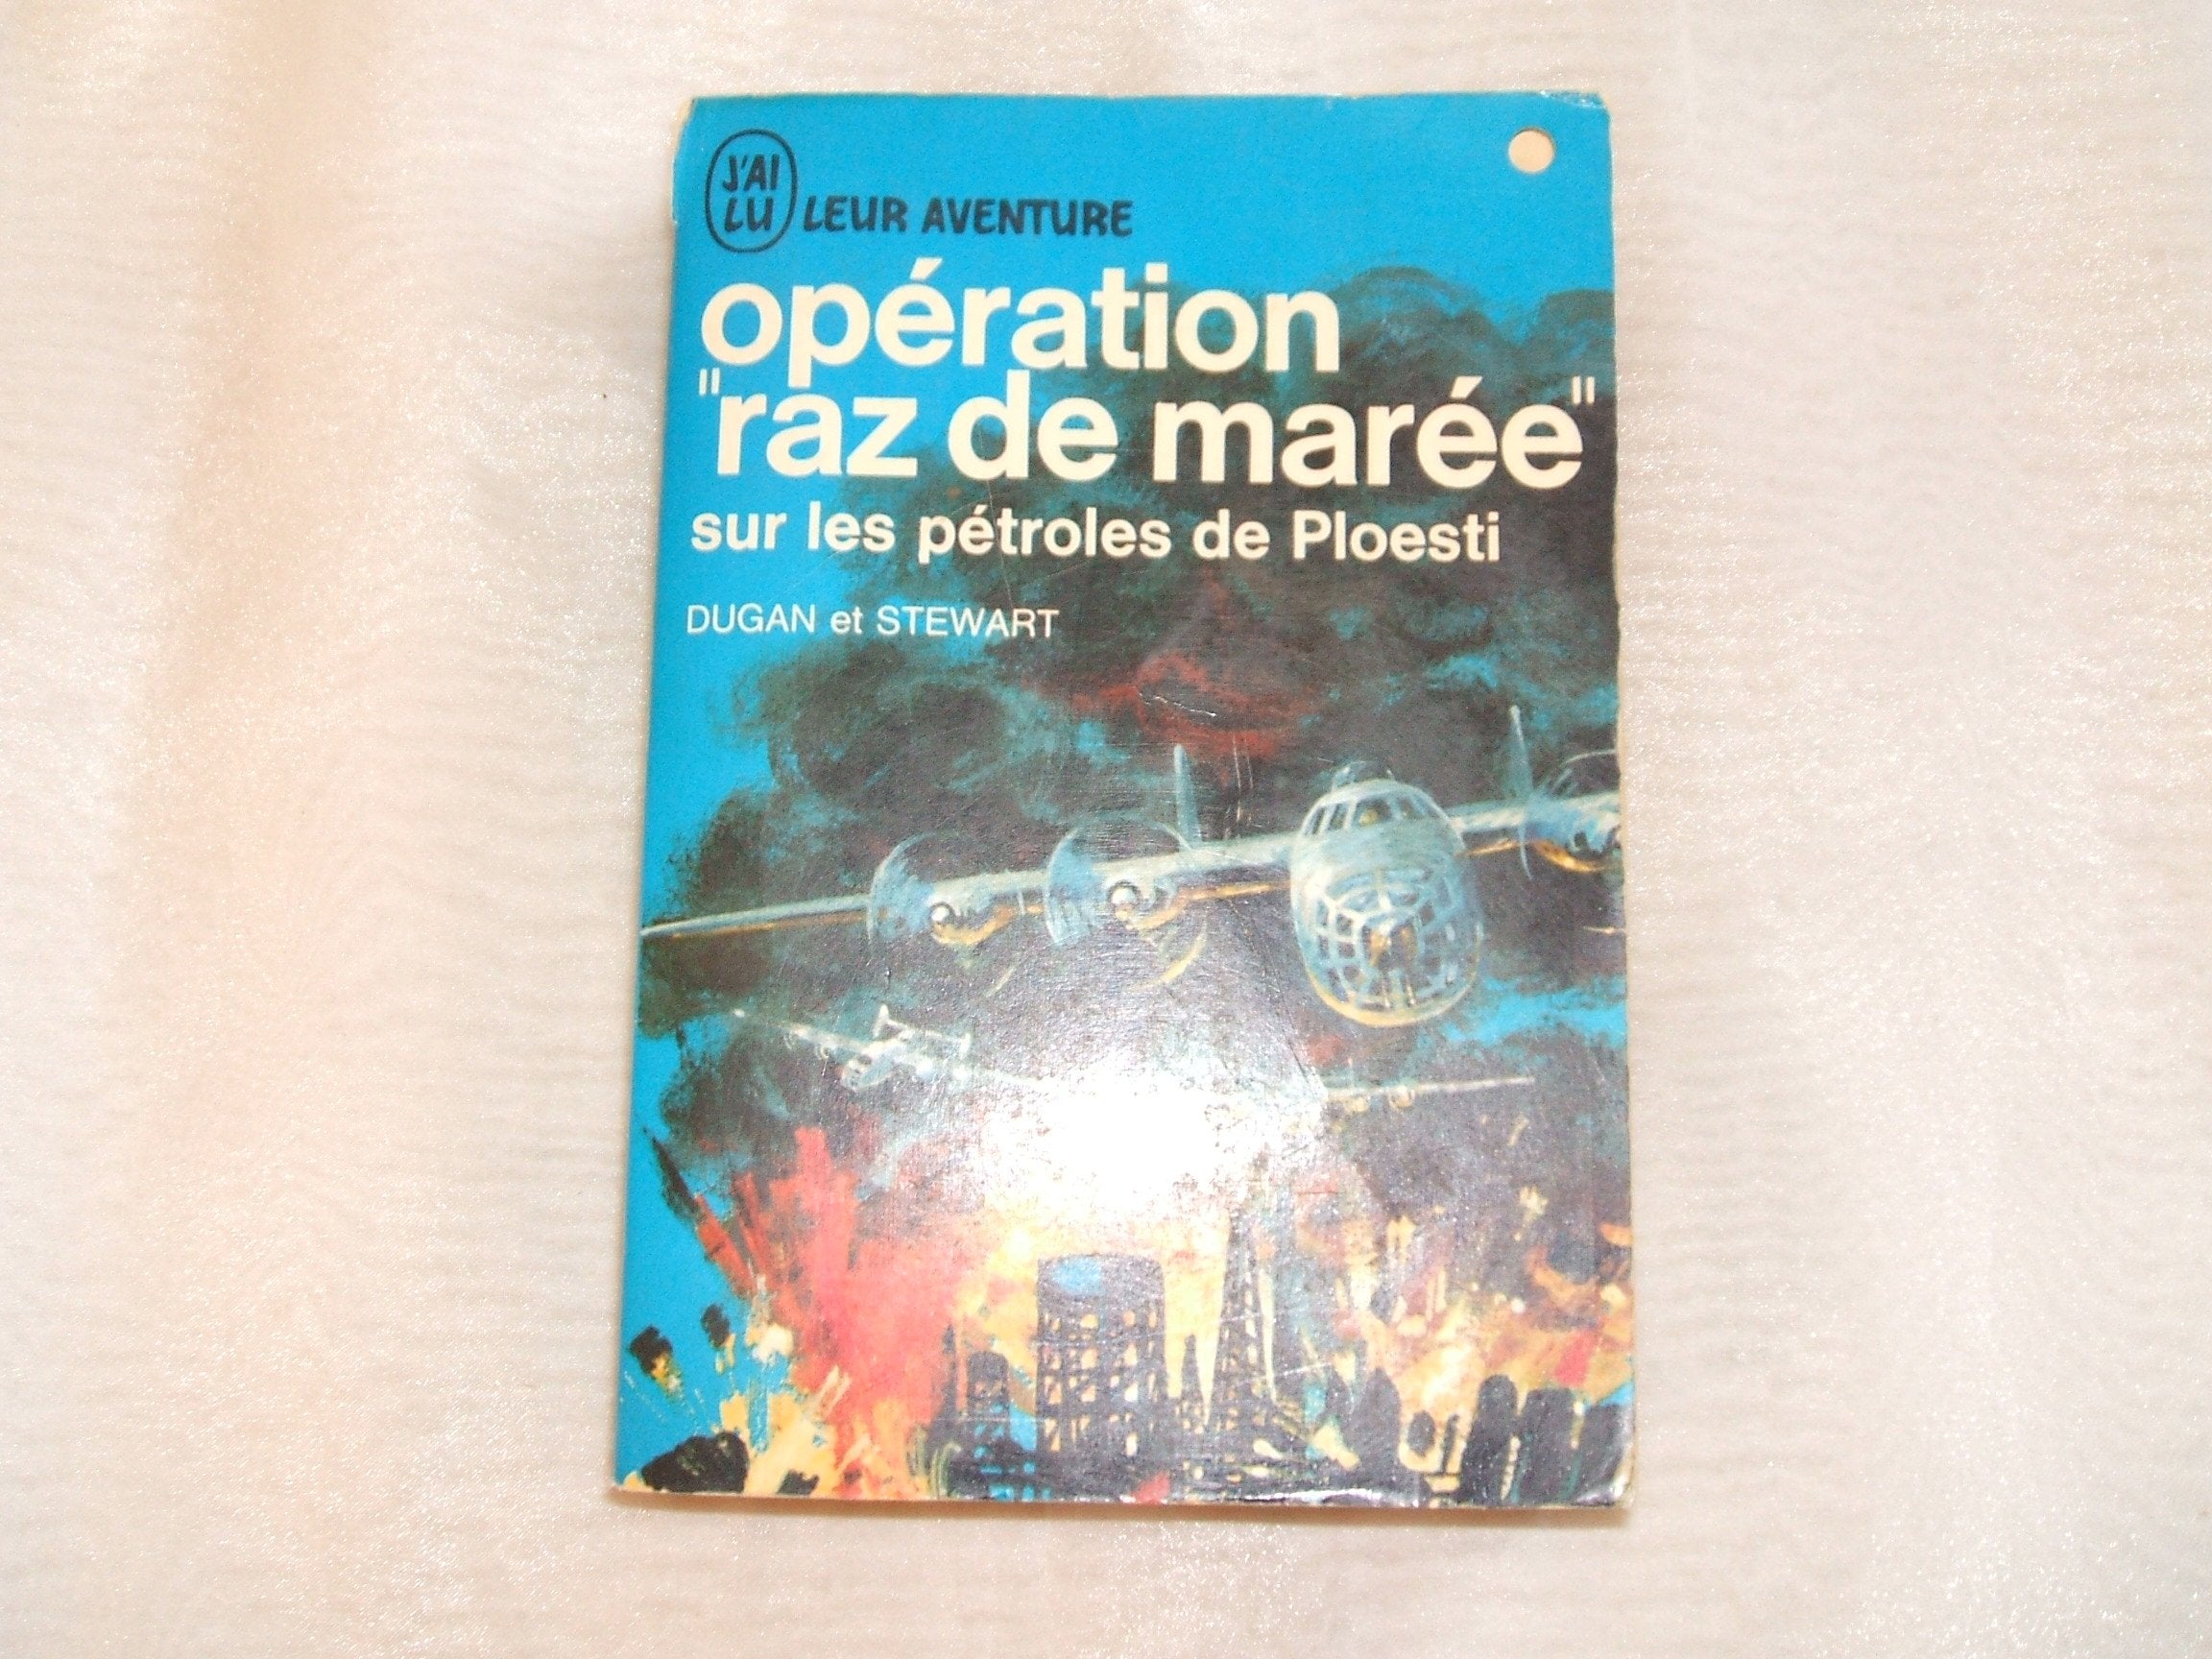 J'AI
LU
LEUR AVENTURE
opération
"raz de marée"
sur les pétroles de Ploesti
DUGAN et STEWART